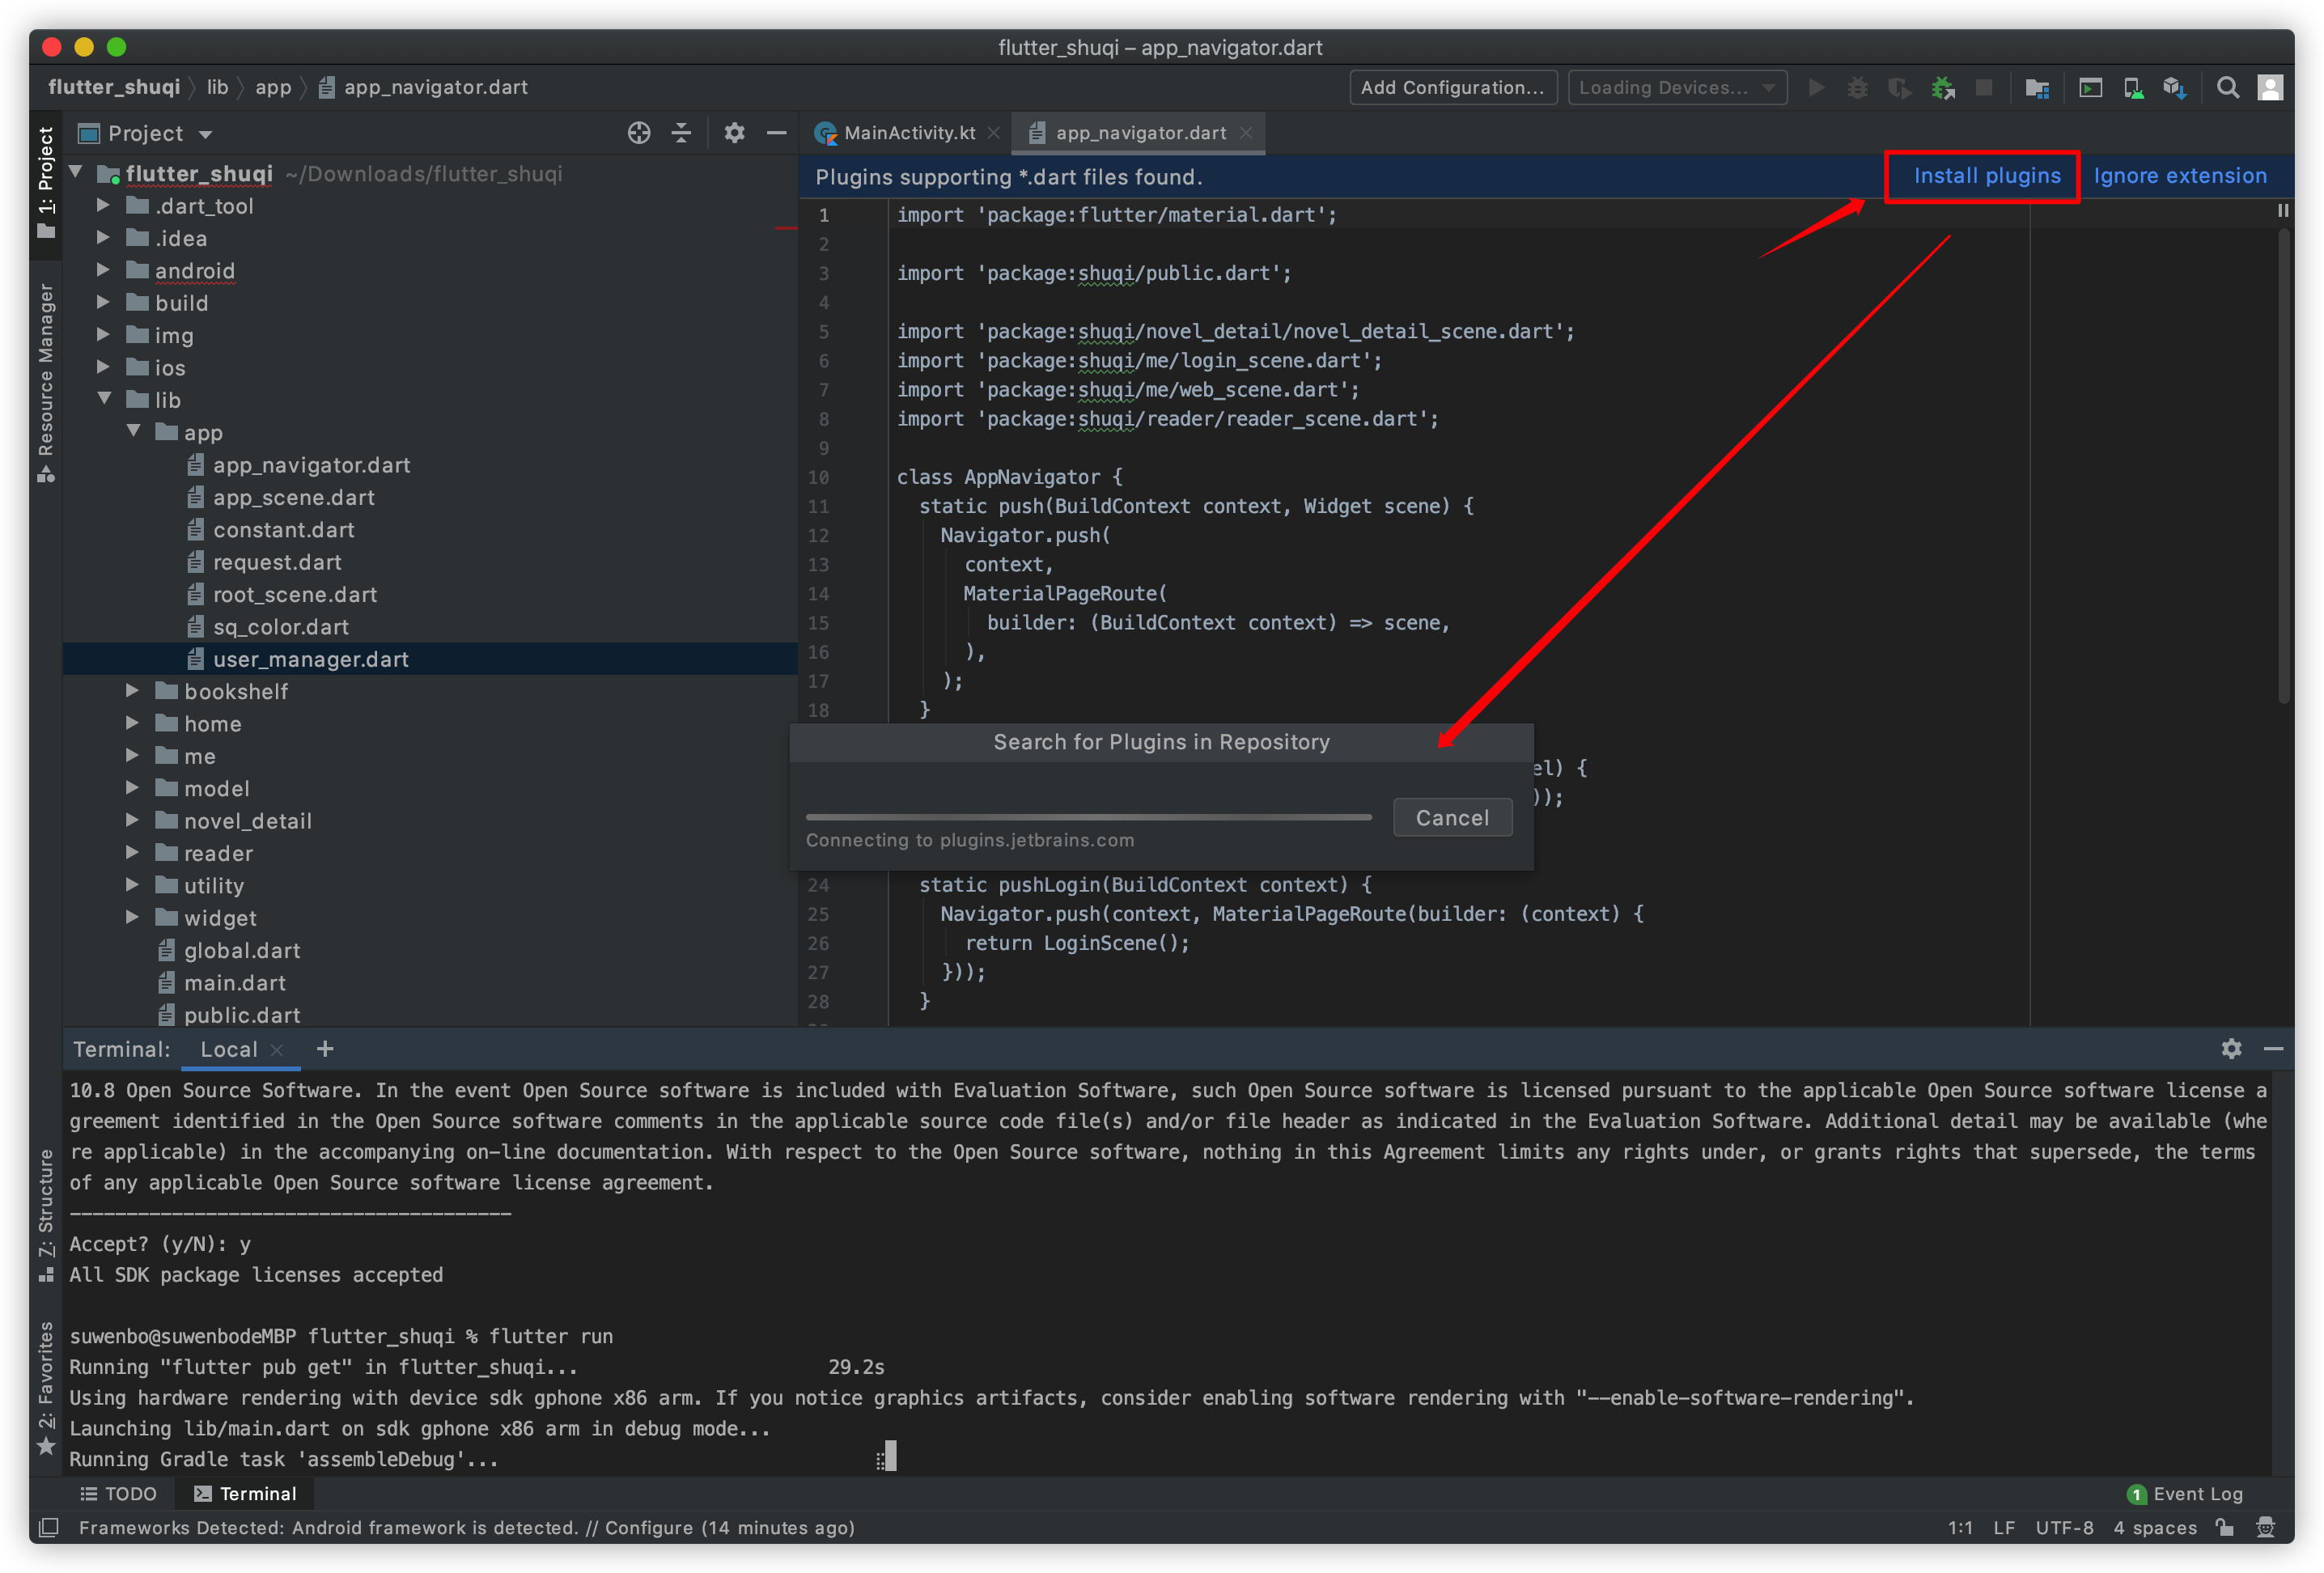 flutter_shuqi – app_navigator.dart
flutter_shuqi lib app app_navigator.dart
Add Configuration... Loading Devices...
1: Project
Resource Manager
7: Structure
2: Favorites
Project
flutter_shuqi ~/Downloads/flutter_shuqi
.dart_tool
.idea
android
build
img
ios
lib
app
app_navigator.dart
app_scene.dart
constant.dart
request.dart
root_scene.dart
sq_color.dart
user_manager.dart
bookshelf
home
me
model
novel_detail
reader
utility
widget
global.dart
main.dart
public.dart
MainActivity.kt app_navigator.dart
Plugins supporting *.dart files found. Install plugins Ignore extension
1 import 'package:flutter/material.dart';
2
3 import 'package:shuqi/public.dart';
4
5 import 'package:shuqi/novel_detail/novel_detail_scene.dart';
6 import 'package:shuqi/me/login_scene.dart';
7 import 'package:shuqi/me/web_scene.dart';
8 import 'package:shuqi/reader/reader_scene.dart';
9
10 class AppNavigator {
11 static push(BuildContext context, Widget scene) {
12 Navigator.push(
13 context,
14 MaterialPageRoute(
15 builder: (BuildContext context) => scene,
16 ),
17 );
18 }
Search for Plugins in Repository
el) {
));
Cancel
Connecting to plugins.jetbrains.com
24 static pushLogin(BuildContext context) {
25 Navigator.push(context, MaterialPageRoute(builder: (context) {
26 return LoginScene();
27 }));
28 }
Terminal: Local +
10.8 Open Source Software. In the event Open Source software is included with Evaluation Software, such Open Source software is licensed pursuant to the applicable Open Source software license a
greement identified in the Open Source software comments in the applicable source code file(s) and/or file header as indicated in the Evaluation Software. Additional detail may be available (whe
re applicable) in the accompanying on-line documentation. With respect to the Open Source software, nothing in this Agreement limits any rights under, or grants rights that supersede, the terms
of any applicable Open Source software license agreement.
---------------------------------------
Accept? (y/N): y
All SDK package licenses accepted
suwenbo@suwenbodeMBP flutter_shuqi % flutter run
Running "flutter pub get" in flutter_shuqi... 29.2s
Using hardware rendering with device sdk gphone x86 arm. If you notice graphics artifacts, consider enabling software rendering with "--enable-software-rendering".
Launching lib/main.dart on sdk gphone x86 arm in debug mode...
Running Gradle task 'assembleDebug'...
TODO Terminal 1 Event Log
Frameworks Detected: Android framework is detected. // Configure (14 minutes ago) 1:1 LF UTF-8 4 spaces